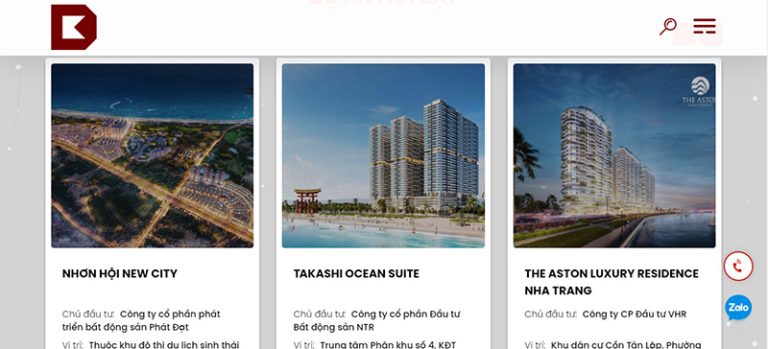 DỰ ÁN NỔI BẬT
THE ASTON
NHƠN HỘI NEW CITY
Chủ đầu tư: Công ty cổ phần phát
triển bất động sản Phát Đạt
Vị trí: Thuộc khu đô thị du lịch sinh thái
TAKASHI OCEAN SUITE
Chủ đầu tư: Công ty cổ phần Đầu tư
Bất động sản NTR
Vị trí: Trung tâm Phân khu số 4, KĐT
THE ASTON LUXURY RESIDENCE
NHA TRANG
Chủ đầu tư: Công ty CP Đầu tư VHR
Vị trí: Khu dân cư Cồn Tân Lập, Phường
Zalo